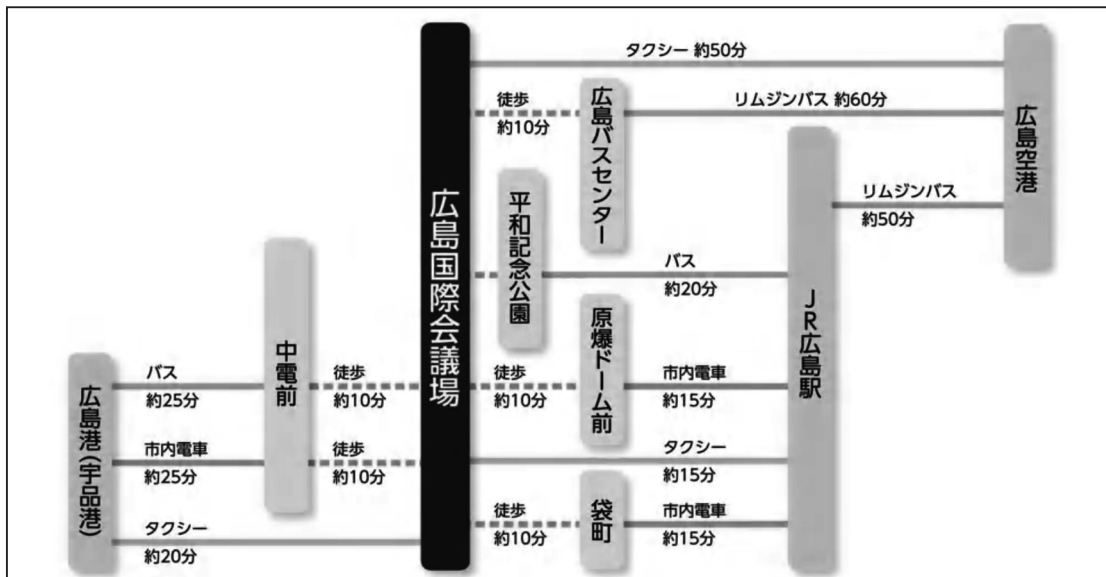 タクシー 約50分
徒歩
約10分
広島バスセンター
リムジンバス 約60分
広島空港
広島国際会議場
平和記念公園
リムジンバス
約50分
バス
約20分
JR広島駅
中電前
原爆ドーム前
広島港(宇品港)
バス
約25分
徒歩
約10分
徒歩
約10分
市内電車
約15分
市内電車
約25分
徒歩
約10分
タクシー
約15分
タクシー
約20分
徒歩
約10分
袋町
市内電車
約15分